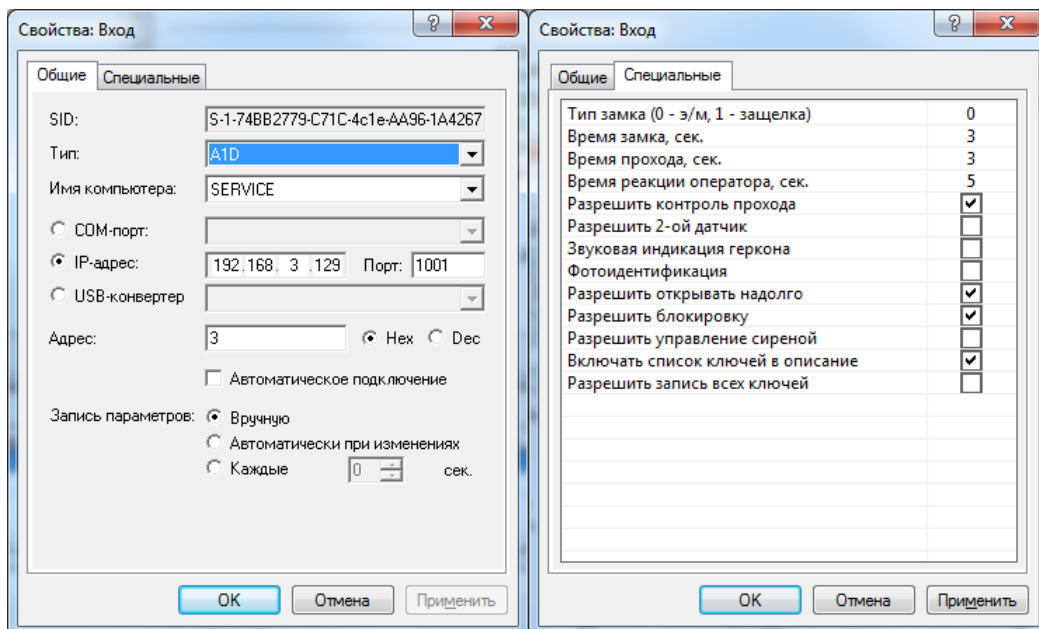 Свойства: Вход
Общие Специальные
SID: S-1-74BB2779-C71C-4c1e-AA96-1A4267
Тип: A1D
Имя компьютера: SERVICE
COM-порт:
IP-адрес: 192.168. 3 .129 Порт: 1001
USB-конвертер
Адрес: 3 Hex Dec
Автоматическое подключение
Запись параметров: Вручную
Автоматически при изменениях
Каждые 0 сек.
OK Отмена Применить
Свойства: Вход
Общие Специальные
Тип замка (0 - э/м, 1 - защелка) 0
Время замка, сек. 3
Время прохода, сек. 3
Время реакции оператора, сек. 5
Разрешить контроль прохода
Разрешить 2-ой датчик
Звуковая индикация геркона
Фотоидентификация
Разрешить открывать надолго
Разрешить блокировку
Разрешить управление сиреной
Включать список ключей в описание
Разрешить запись всех ключей
OK Отмена Применить